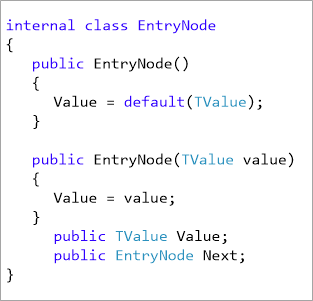 internal class EntryNode
{
    public EntryNode()
    {
        Value = default(TValue);
    }

    public EntryNode(TValue value)
    {
        Value = value;
    }
        public TValue Value;
        public EntryNode Next;
}